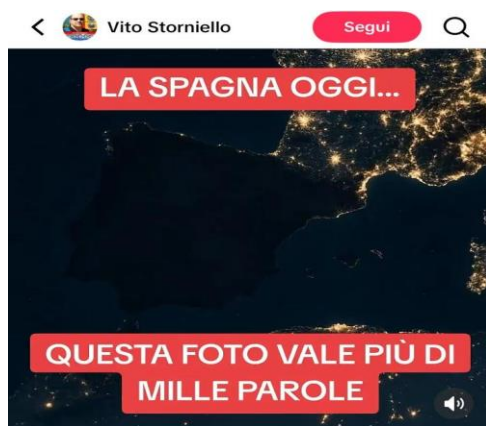 Vito Storniello
Segui
LA SPAGNA OGGI...
QUESTA FOTO VALE PIÙ DI
MILLE PAROLE